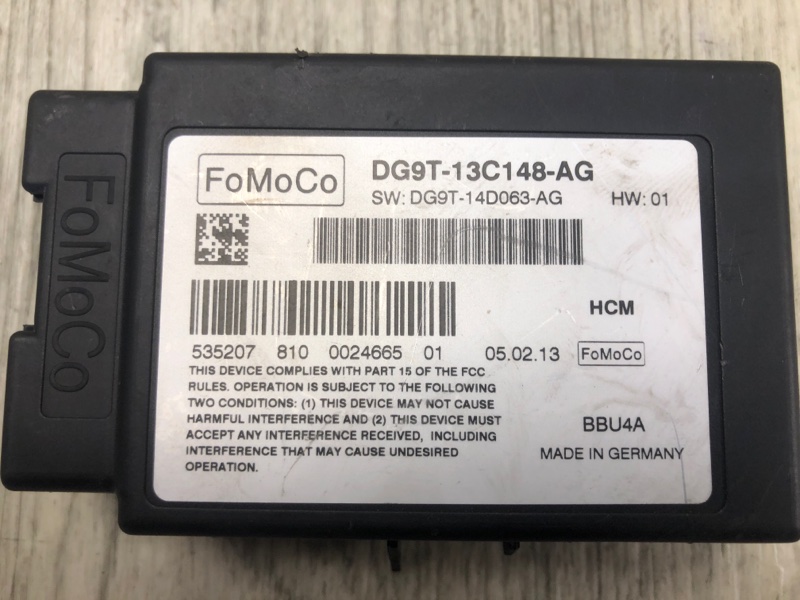 FoMoCo
FoMoCo
DG9T-13C148-AG
SW: DG9T-14D063-AG HW: 01
HCM
535207 810 0024665 01 05.02.13 FoMoCo
THIS DEVICE COMPLIES WITH PART 15 OF THE FCC
RULES. OPERATION IS SUBJECT TO THE FOLLOWING
TWO CONDITIONS: (1) THIS DEVICE MAY NOT CAUSE
HARMFUL INTERFERENCE AND (2) THIS DEVICE MUST
ACCEPT ANY INTERFERENCE RECEIVED, INCLUDING
INTERFERENCE THAT MAY CAUSE UNDESIRED
OPERATION.
BBU4A
MADE IN GERMANY